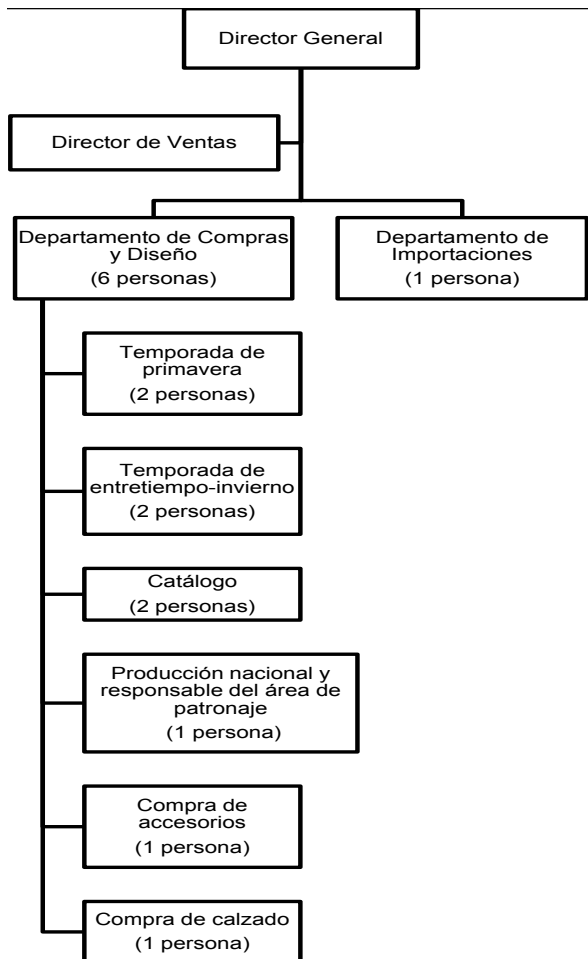 Director General
Director de Ventas
Departamento de Compras
y Diseño
(6 personas)
Departamento de
Importaciones
(1 persona)
Temporada de
primavera
(2 personas)
Temporada de
entretiempo-invierno
(2 personas)
Catálogo
(2 personas)
Producción nacional y
responsable del área de
patronaje
(1 persona)
Compra de
accesorios
(1 persona)
Compra de calzado
(1 persona)